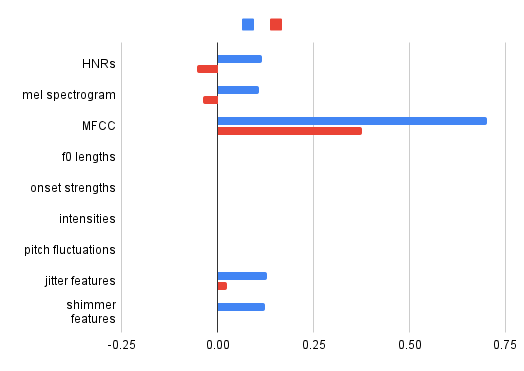 HNRs
mel spectrogram
MFCC
f0 lengths
onset strengths
intensities
pitch fluctuations
jitter features
shimmer
features
-0.25
0.00
0.25
0.50
0.75